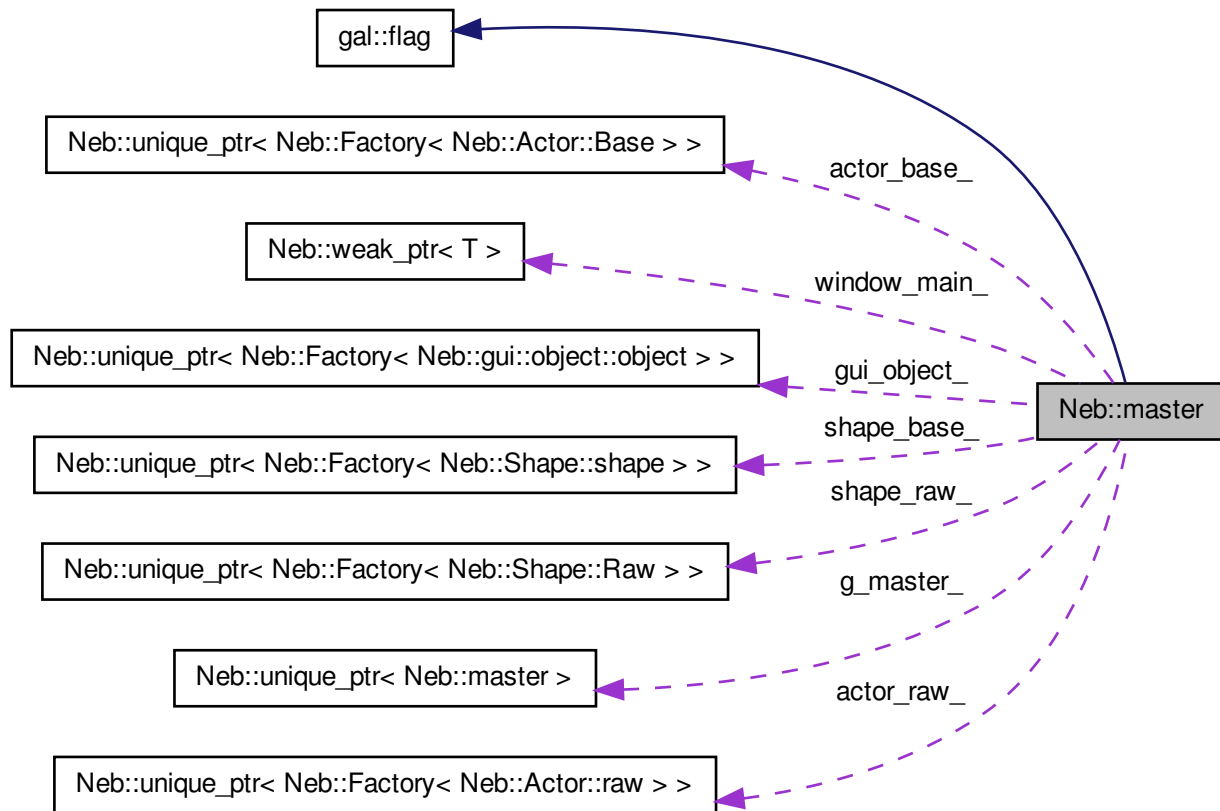 gal::flag
Neb::unique_ptr< Neb::Factory< Neb::Actor::Base > >
actor_base_
Neb::weak_ptr< T >
window_main_
Neb::unique_ptr< Neb::Factory< Neb::gui::object::object > >
gui_object_
Neb::master
shape_base_
Neb::unique_ptr< Neb::Factory< Neb::Shape::shape > >
shape_raw_
Neb::unique_ptr< Neb::Factory< Neb::Shape::Raw > >
g_master_
Neb::unique_ptr< Neb::master >
actor_raw_
Neb::unique_ptr< Neb::Factory< Neb::Actor::raw > >